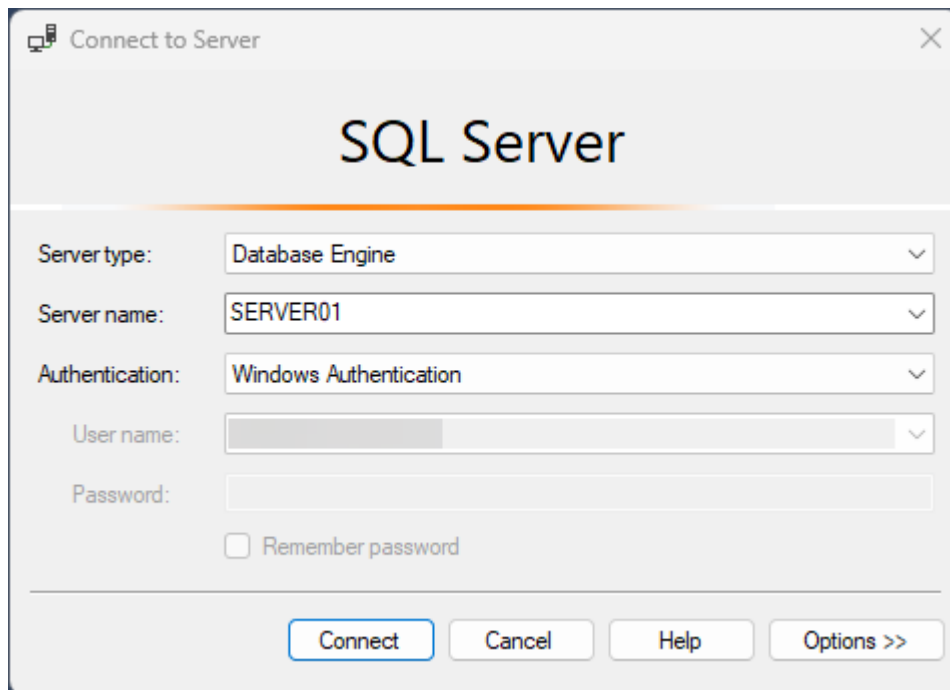 Connect to Server
SQL Server
Server type: Database Engine
Server name: SERVER01
Authentication: Windows Authentication
User name:
Password:
Remember password
Connect Cancel Help Options >>